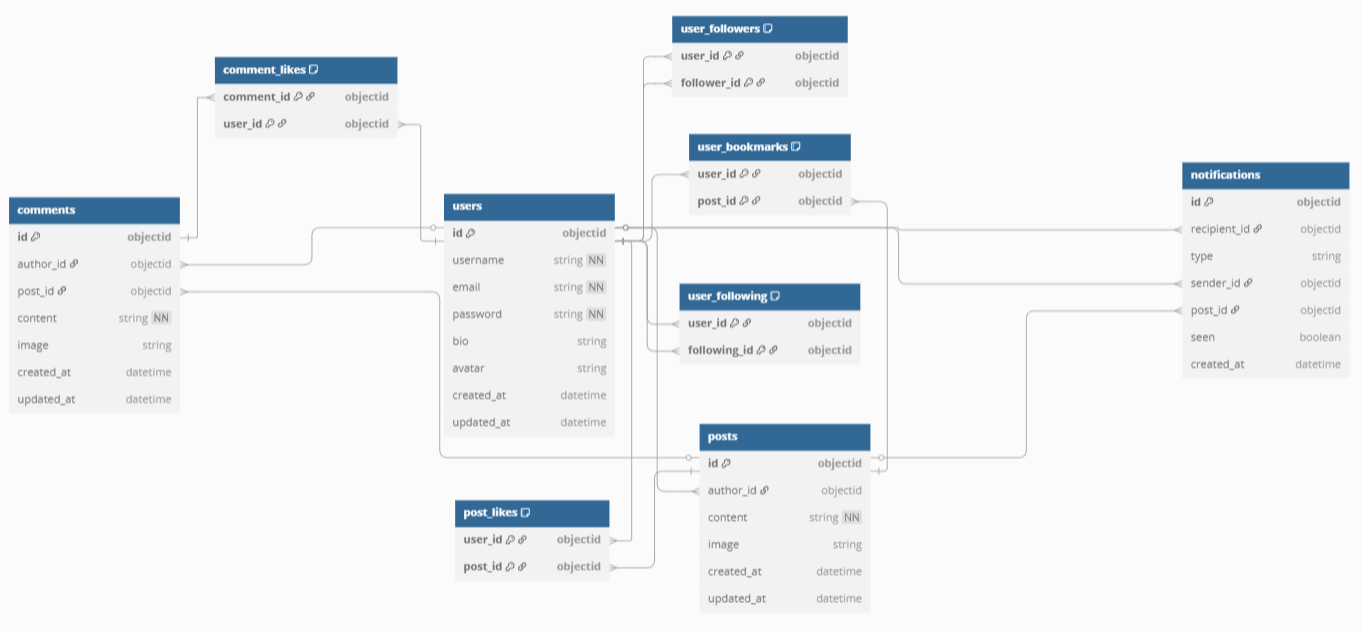 user_followers
user_id objectid
follower_id objectid
comment_likes
comment_id objectid
user_id objectid
user_bookmarks
user_id objectid
post_id objectid
notifications
id objectid
recipient_id objectid
type string
sender_id objectid
post_id objectid
seen boolean
created_at datetime
comments
id objectid
author_id objectid
post_id objectid
content string NN
image string
created_at datetime
updated_at datetime
users
id objectid
username string NN
email string NN
password string NN
bio string
avatar string
created_at datetime
updated_at datetime
user_following
user_id objectid
following_id objectid
posts
id objectid
author_id objectid
content string NN
image string
created_at datetime
updated_at datetime
post_likes
user_id objectid
post_id objectid